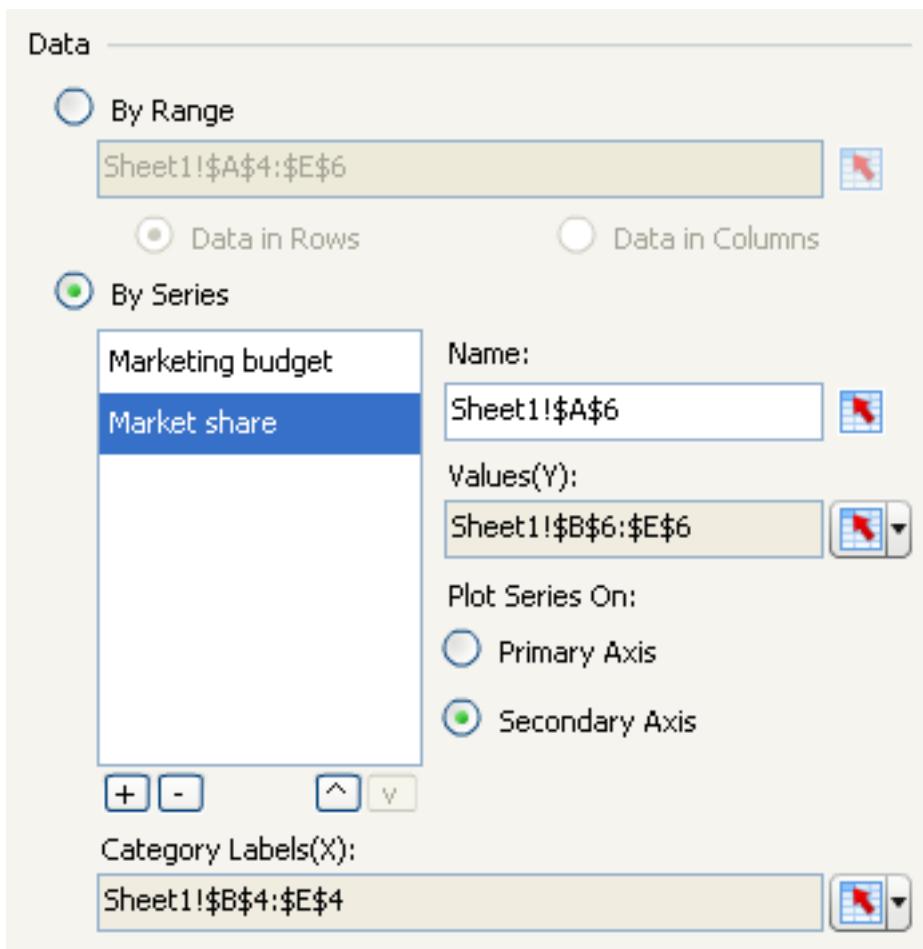 Data
By Range
Sheet1!$A$4:$E$6
Data in Rows
Data in Columns
By Series
Marketing budget
Market share
Name:
Sheet1!$A$6
Values(Y):
Sheet1!$B$6:$E$6
Plot Series On:
Primary Axis
Secondary Axis
+ - ^ v
Category Labels(X):
Sheet1!$B$4:$E$4